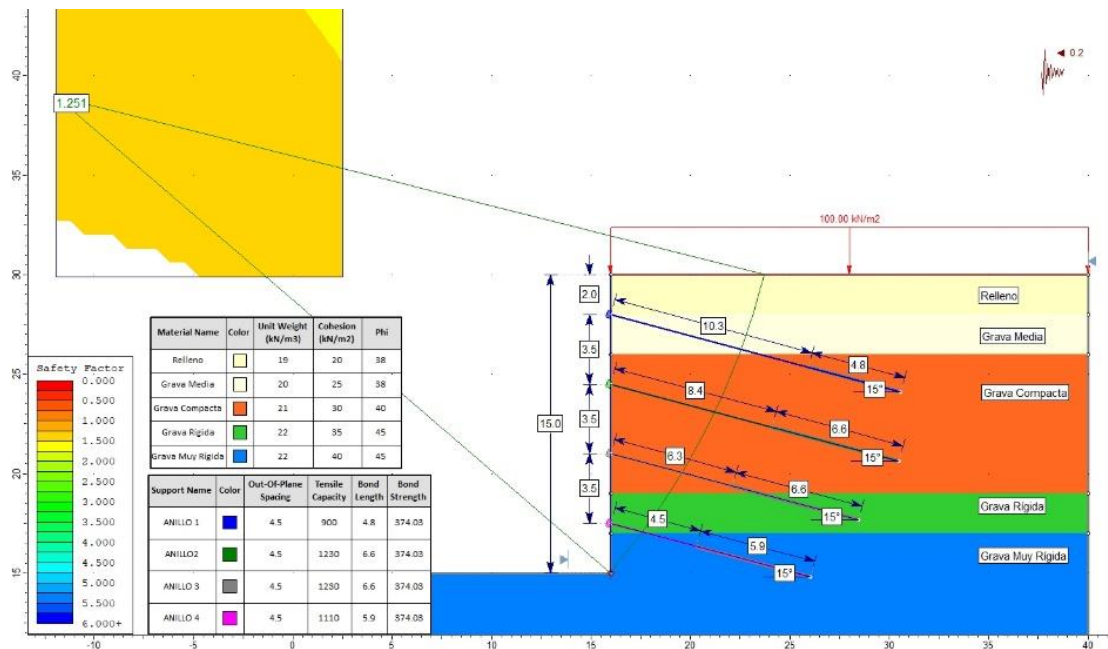 40
0.2
1.251
35
100.00 kN/m2
30
2.0
Relleno
10.3
Grava Media
3.5
4.8
15°
8.4
Grava Compacta
15.0
3.5
6.6
15°
6.3
3.5
6.6
15°
Grava Rígida
4.5
5.9
Grava Muy Rígida
15°
Material Name Color Unit Weight (kN/m3) Cohesion (kN/m2) Phi
Relleno 19 20 38
Grava Media 20 25 38
Grava Compacta 21 30 40
Grava Rigida 22 35 45
Grava Muy Rigida 22 40 45
Support Name Color Out-Of-Plane Spacing Tensile Capacity Bond Length Bond Strength
ANILLO 1 4.5 900 4.8 374.03
ANILLO2 4.5 1230 6.6 374.03
ANILLO 3 4.5 1230 6.6 374.03
ANILLO 4 4.5 1110 5.9 374.03
Safety Factor
0.000
0.500
1.000
1.500
2.000
2.500
3.000
3.500
4.000
4.500
5.000
5.500
6.000+
25
20
15
-10 -5 0 5 10 15 20 25 30 35 40